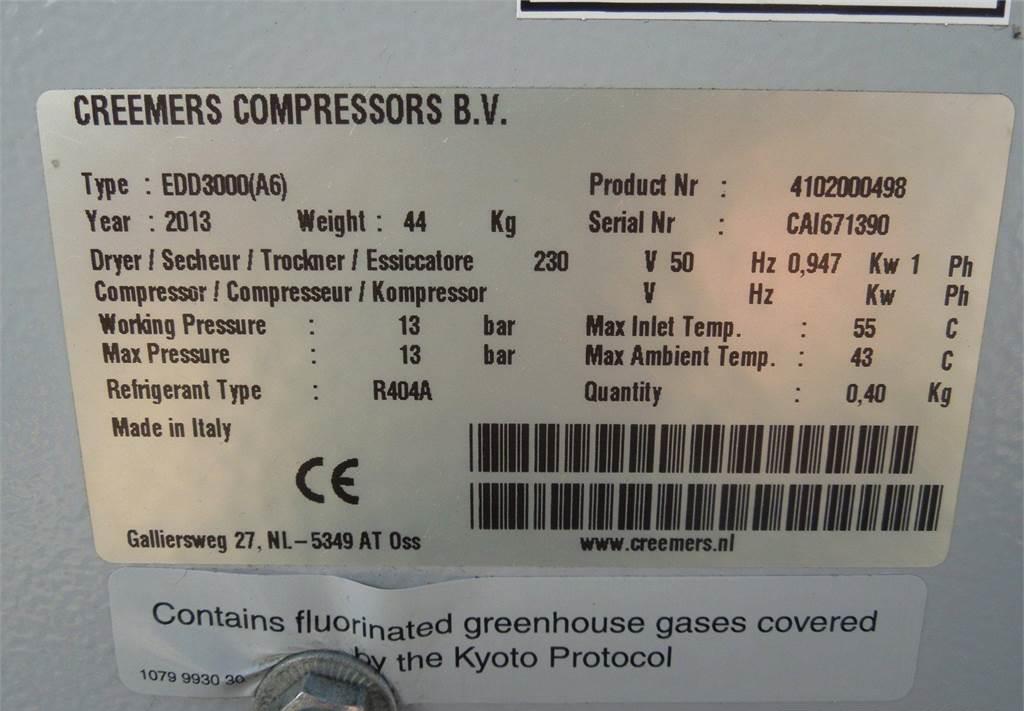 CREEMERS COMPRESSORS B.V.
Type : EDD3000(A6) Product Nr : 4102000498
Year : 2013 Weight : 44 Kg Serial Nr : CAI671390
Dryer / Secheur / Trockner / Essiccatore 230 V 50 Hz 0,947 Kw 1 Ph
Compressor / Compresseur / Kompressor V Hz Kw Ph
Working Pressure : 13 bar Max Inlet Temp. : 55 C
Max Pressure : 13 bar Max Ambient Temp. : 43 C
Refrigerant Type : R404A Quantity : 0,40 Kg
Made in Italy
CE
Galliersweg 27, NL-5349 AT Oss www.creemers.nl
Contains fluorinated greenhouse gases covered
by the Kyoto Protocol
1079 9930 30